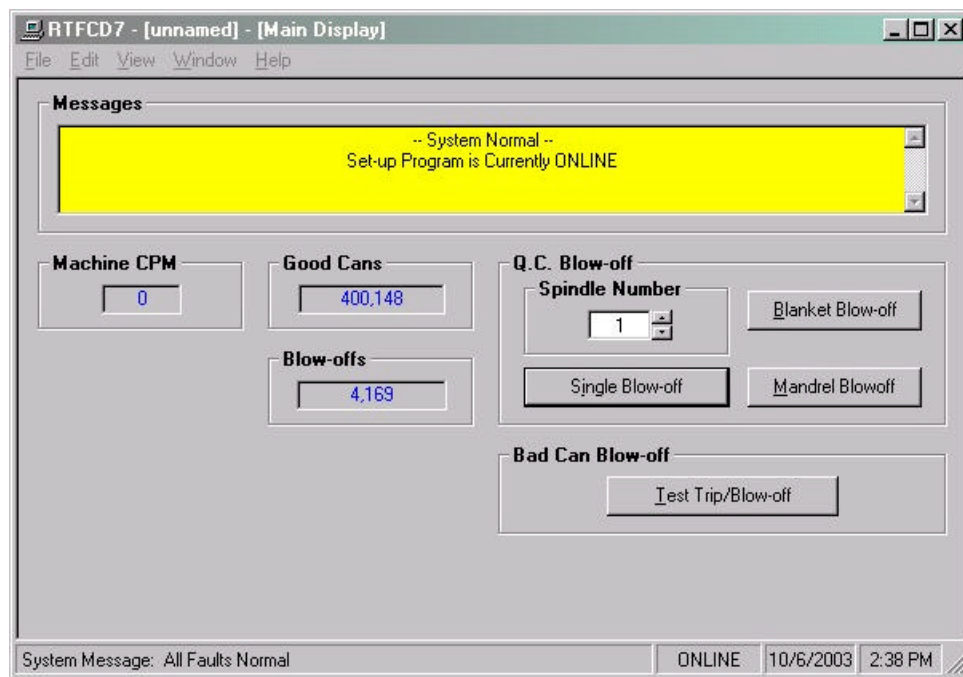 RTFCD7 - [unnamed] - [Main Display]
File Edit View Window Help
Messages
-- System Normal --
Set-up Program is Currently ONLINE
Machine CPM
0
Good Cans
400,148
Blow-offs
4,169
Q.C. Blow-off
Spindle Number
1
Blanket Blow-off
Single Blow-off
Mandrel Blowoff
Bad Can Blow-off
Test Trip/Blow-off
System Message: All Faults Normal
ONLINE
10/6/2003
2:38 PM